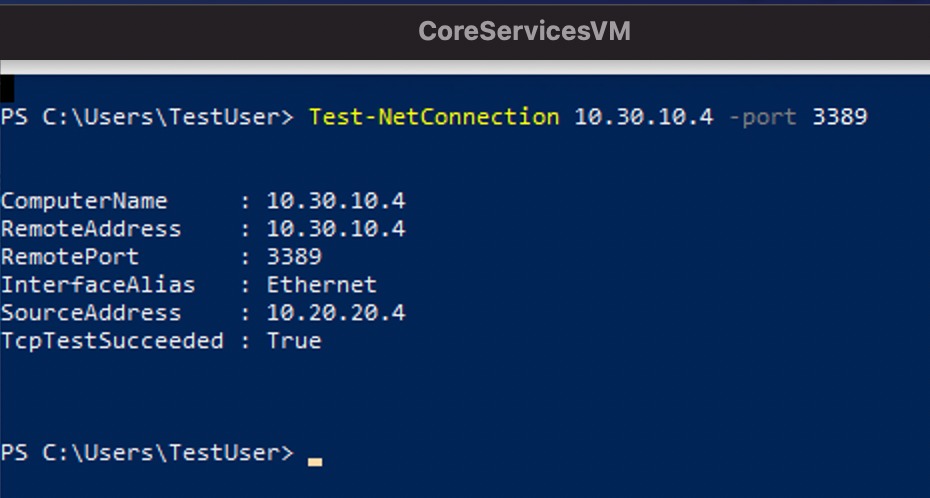 CoreServicesVM
PS C:\Users\TestUser> Test-NetConnection 10.30.10.4 -port 3389
ComputerName     : 10.30.10.4
RemoteAddress    : 10.30.10.4
RemotePort       : 3389
InterfaceAlias   : Ethernet
SourceAddress    : 10.20.20.4
TcpTestSucceeded : True
PS C:\Users\TestUser>